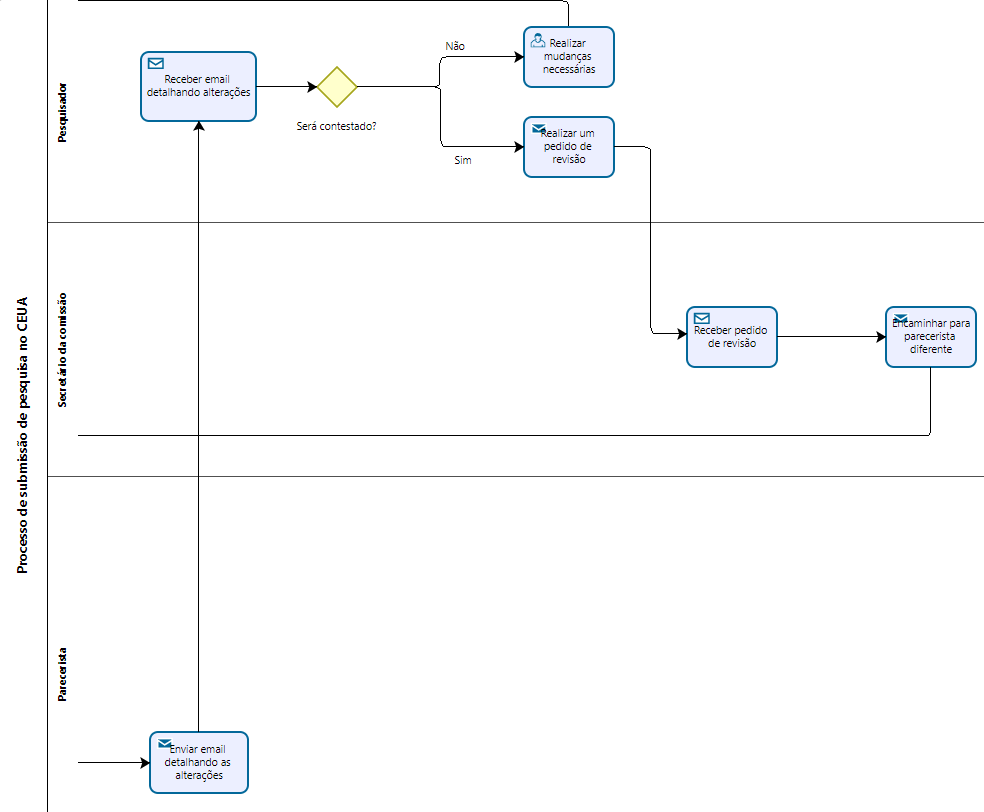 Processo de submissão de pesquisa no CEUA
Pesquisador
Receber email
detalhando alterações
Será contestado?
Não
Realizar
mudanças
necessárias
Sim
Realizar um
pedido de
revisão
Secretário da comissão
Receber pedido
de revisão
Encaminhar para
parecerista
diferente
Parecerista
Enviar email
detalhando as
alterações